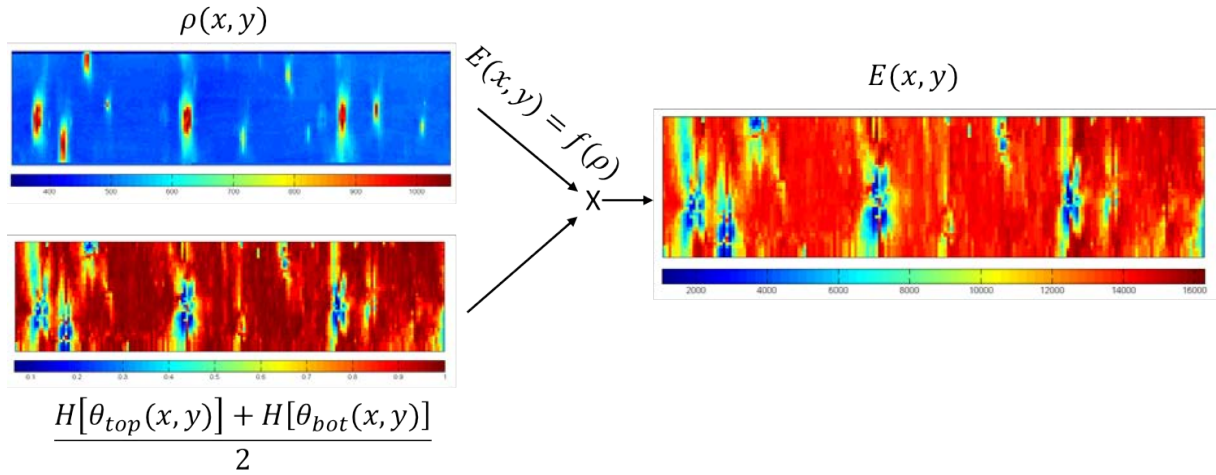 ρ(x, y)
400 500 600 700 800 900 1000
E(x, y) = f(ρ)
X
E(x, y)
2000 4000 6000 8000 10000 12000 14000 16000
0.1 0.2 0.3 0.4 0.5 0.6 0.7 0.8 0.9 1
H[θ_top(x, y)] + H[θ_bot(x, y)]
2